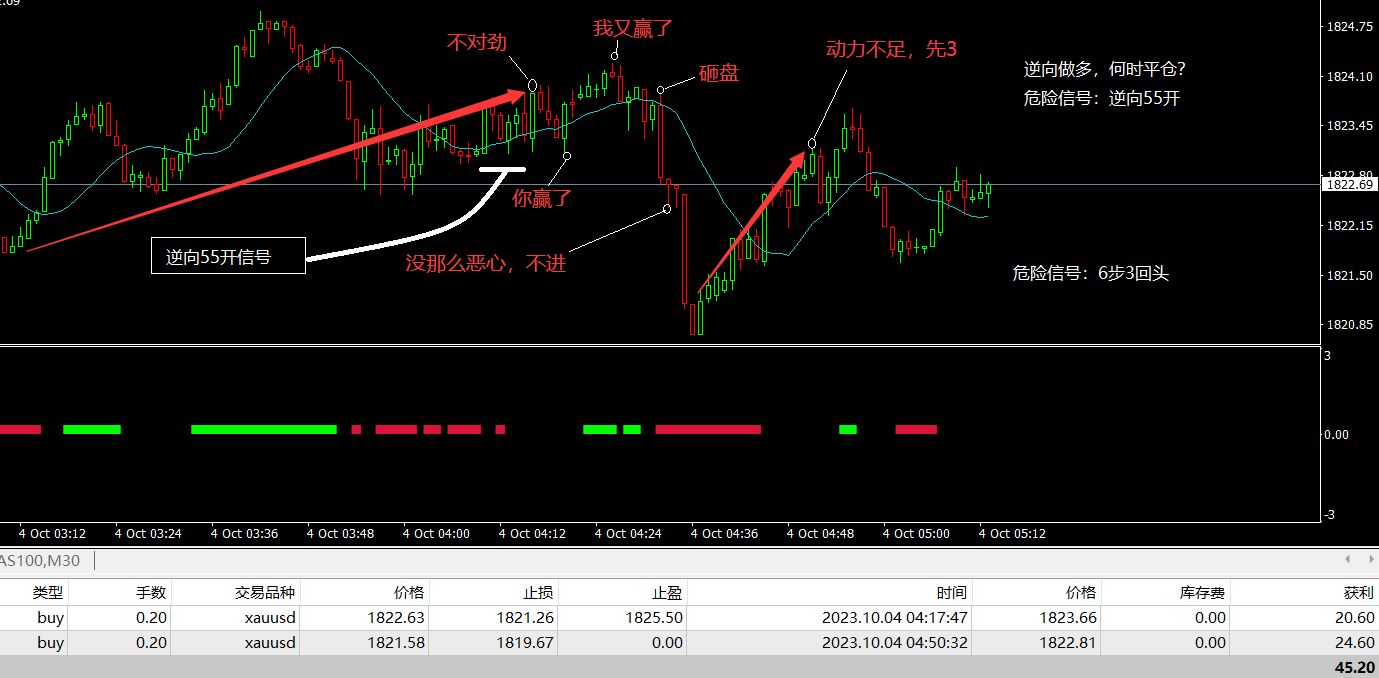 我又赢了
不对劲
动力不足，先3
砸盘
逆向做多，何时平仓?
危险信号：逆向55开
你赢了
逆向55开信号
没那么恶心，不进
危险信号：6步3回头
1824.75
1824.10
1823.45
1822.80
1822.69
1822.15
1821.50
1820.85
3
0.00
-3
4 Oct 03:12 4 Oct 03:24 4 Oct 03:36 4 Oct 03:48 4 Oct 04:00 4 Oct 04:12 4 Oct 04:24 4 Oct 04:36 4 Oct 04:48 4 Oct 05:00 4 Oct 05:12
AS100,M30
类型 手数 交易品种 价格 止损 止盈 时间 价格 库存费 获利
buy 0.20 xauusd 1822.63 1821.26 1825.50 2023.10.04 04:17:47 1823.66 0.00 20.60
buy 0.20 xauusd 1821.58 1819.67 0.00 2023.10.04 04:50:32 1822.81 0.00 24.60
45.20